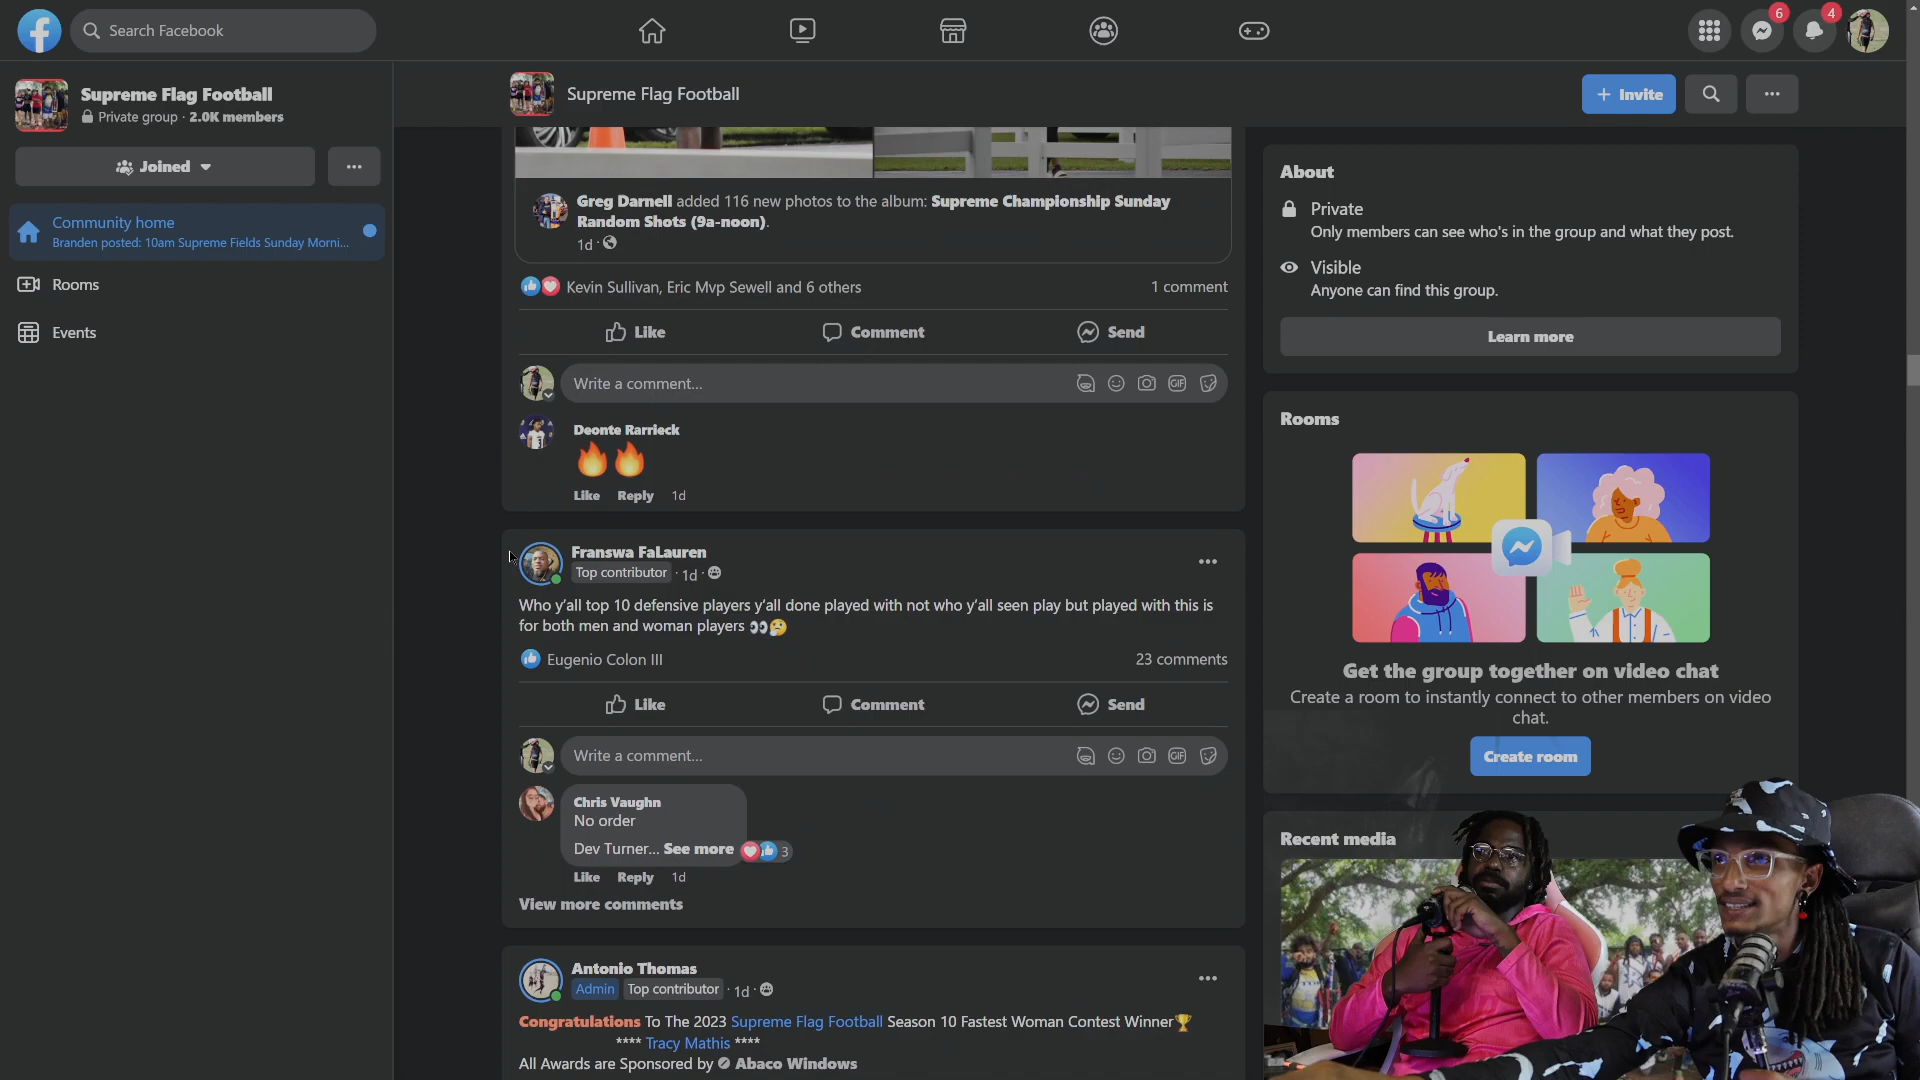 Search Facebook
6
4
Supreme Flag Football
Private group · 2.0K members
Joined
Community home
Branden posted: 10am Supreme Fields Sunday Morni...
Rooms
Events
Supreme Flag Football
+ Invite
Greg Darnell added 116 new photos to the album: Supreme Championship Sunday
Random Shots (9a-noon).
1d ·
Kevin Sullivan, Eric Mvp Sewell and 6 others
1 comment
Like
Comment
Send
Write a comment...
GIF
Deonte Rarrieck
🔥🔥
Like Reply 1d
Franswa FaLauren
Top contributor · 1d ·
Who y'all top 10 defensive players y'all done played with not who y'all seen play but played with this is
for both men and woman players 👀🤔
Eugenio Colon III
23 comments
Like
Comment
Send
Write a comment...
GIF
Chris Vaughn
No order
Dev Turner... See more
3
Like Reply 1d
View more comments
Antonio Thomas
Admin Top contributor · 1d ·
Congratulations To The 2023 Supreme Flag Football Season 10 Fastest Woman Contest Winner🏆
**** Tracy Mathis ****
All Awards are Sponsored by Abaco Windows
About
Private
Only members can see who's in the group and what they post.
Visible
Anyone can find this group.
Learn more
Rooms
Get the group together on video chat
Create a room to instantly connect to other members on video
chat.
Create room
Recent media